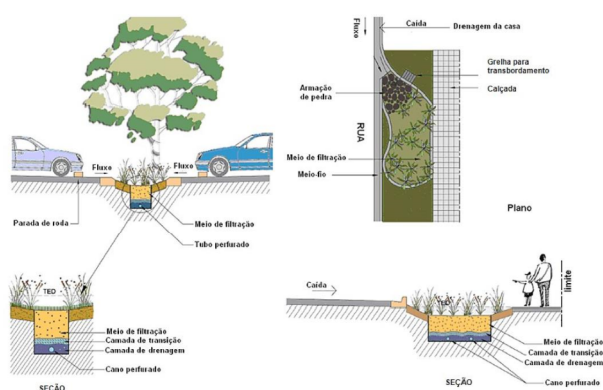 Fluxo
Fluxo
Parada de roda
Meio de filtração
Tubo perfurado
TED
Meio de filtração
Camada de transição
Camada de drenagem
Cano perfurado
SEÇÃO
Caída
Drenagem da casa
Fluxo
Grelha para
transbordamento
Armação
de pedra
Calçada
RUA
Meio de filtração
Meio-fio
Plano
Caída
TED
limite
Meio de filtração
Camada de transição
Camada de drenagem
Cano perfurado
SEÇÃO